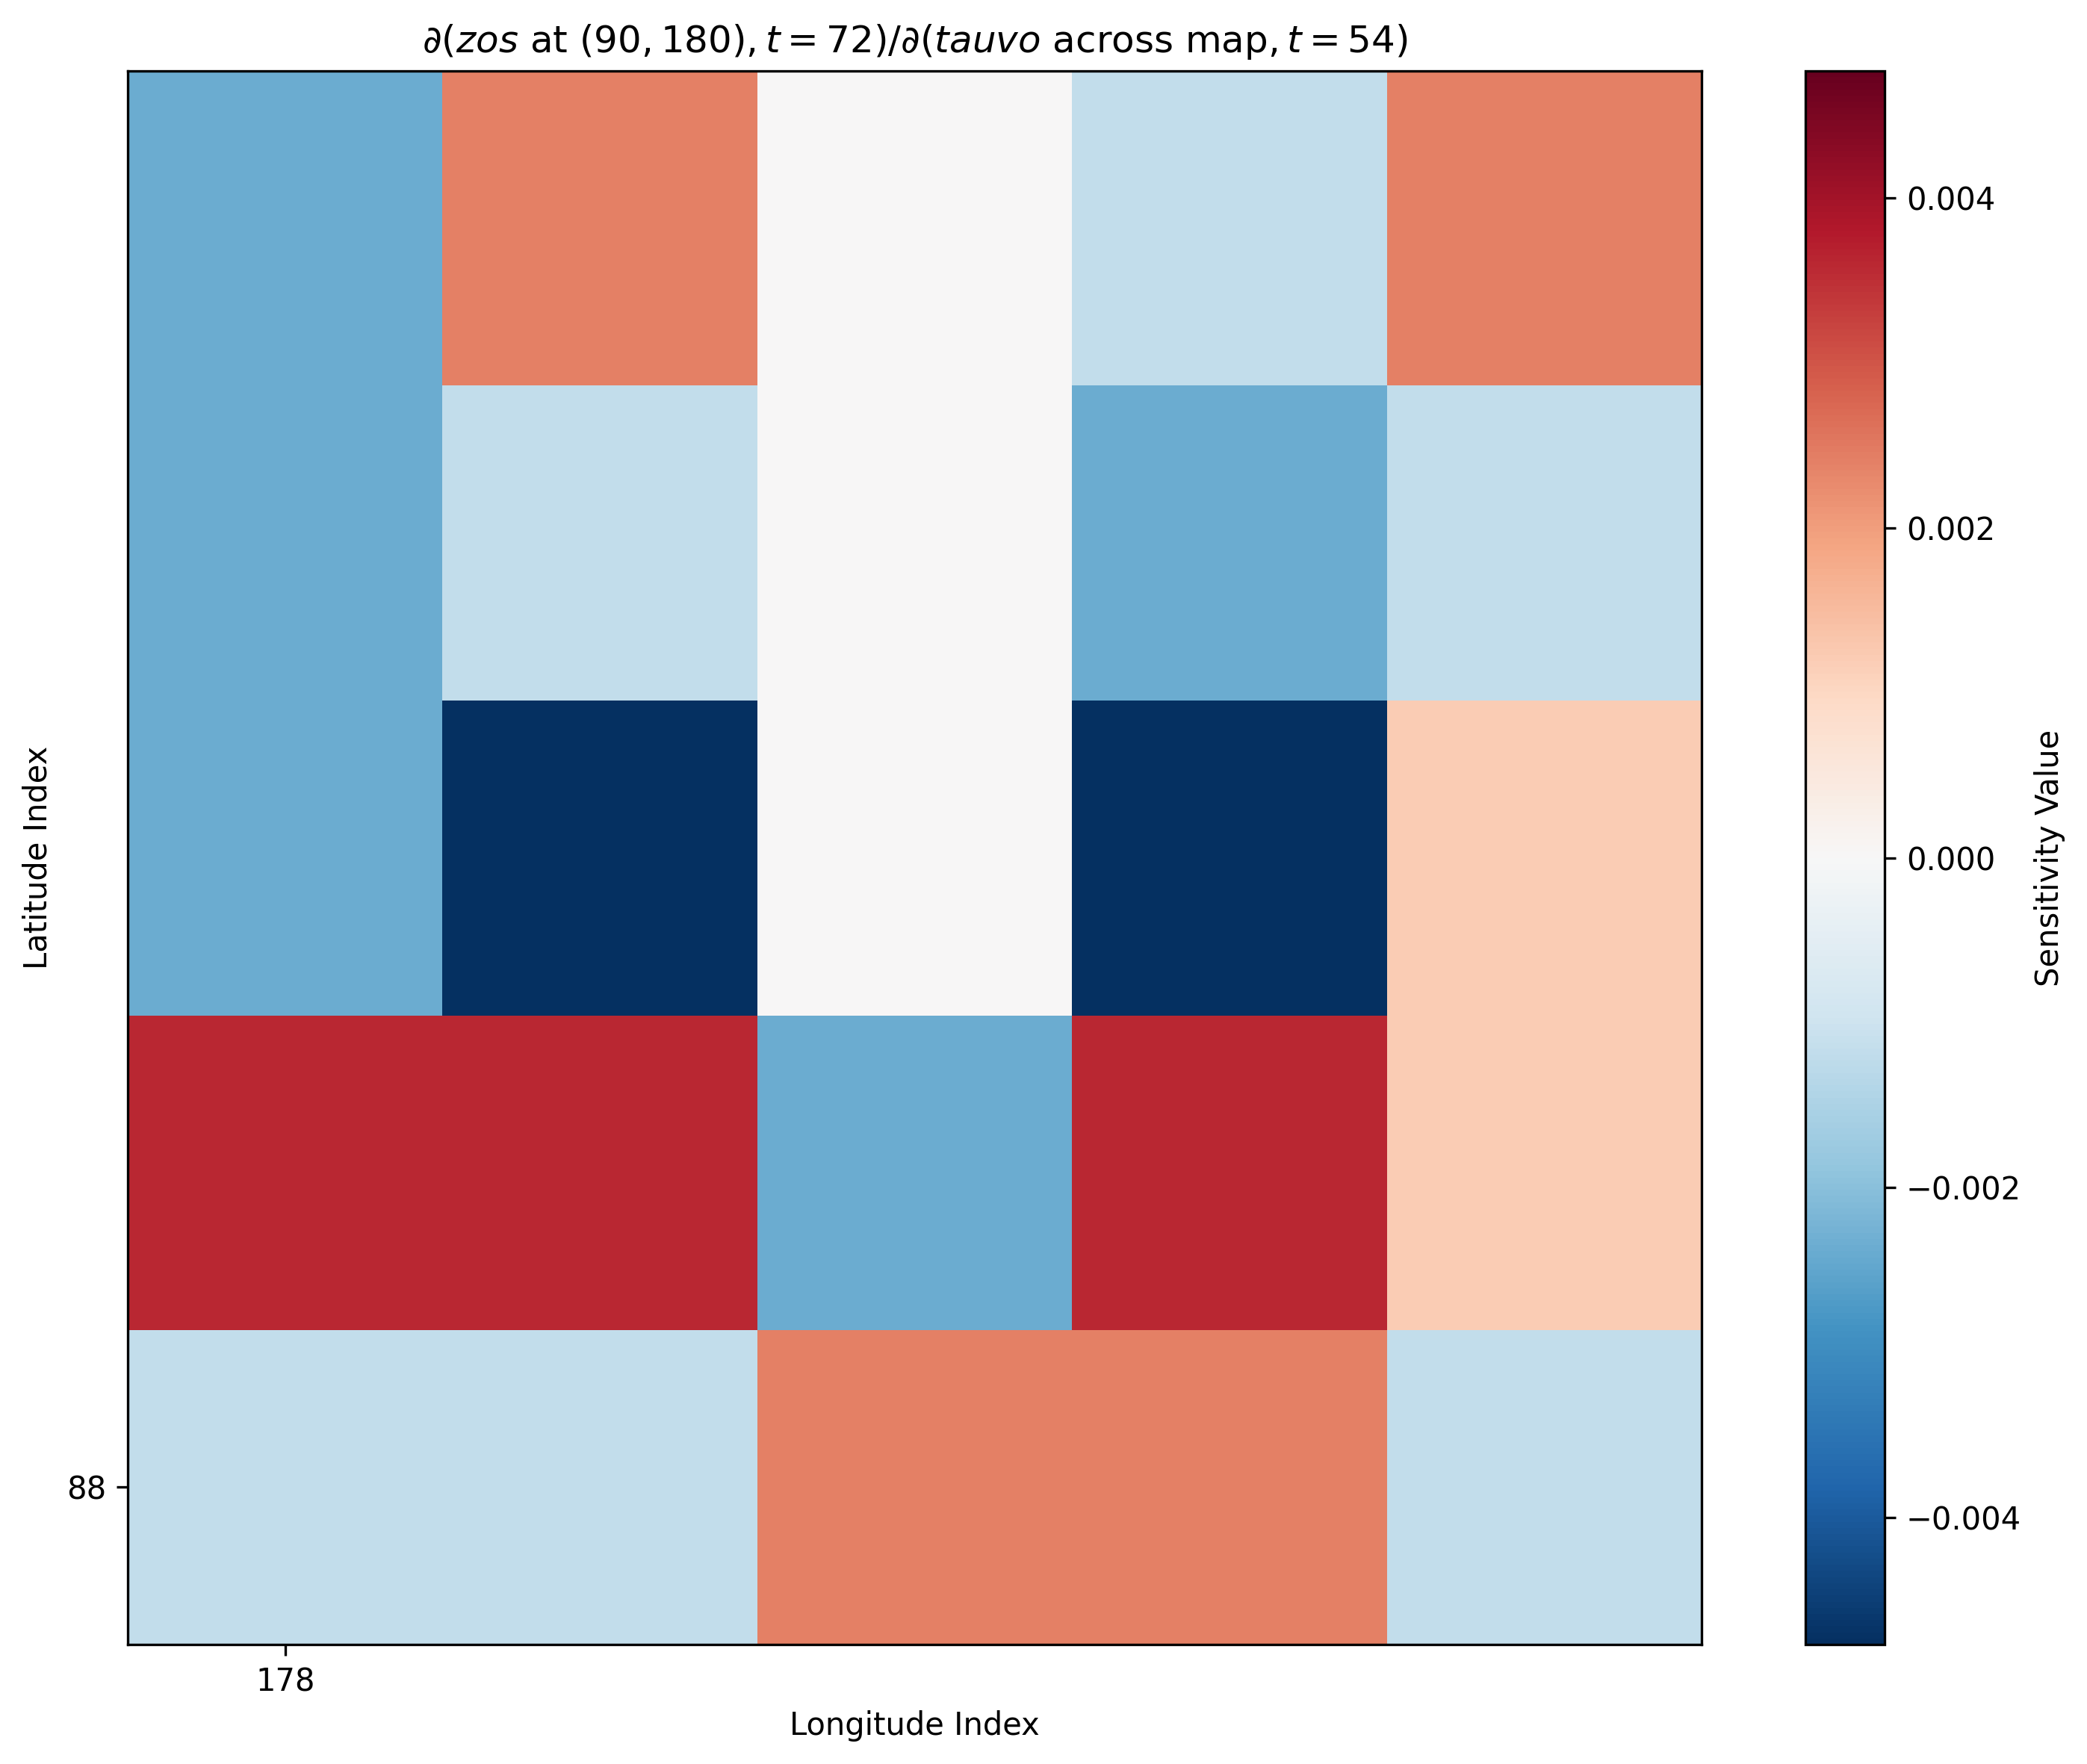 ∂(zos at (90, 180), t = 72)/∂(tauvo across map, t = 54)
Latitude Index
88
178
Longitude Index
0.004
0.002
0.000
−0.002
−0.004
Sensitivity Value